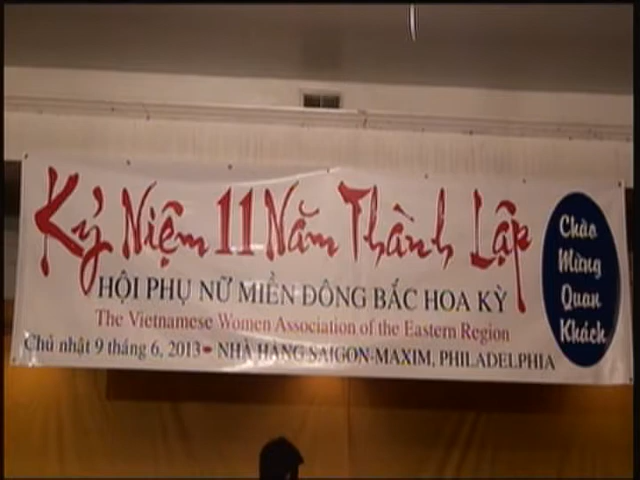 Kỷ Niệm 11 Năm Thành Lập
HỘI PHỤ NỮ MIỀN ĐÔNG BẮC HOA KỲ
The Vietnamese Women Association of the Eastern Region
Chủ nhật 9 tháng 6, 2013 - NHÀ HÀNG SAIGON-MAXIM, PHILADELPHIA
Chào
Mừng
Quan
Khách